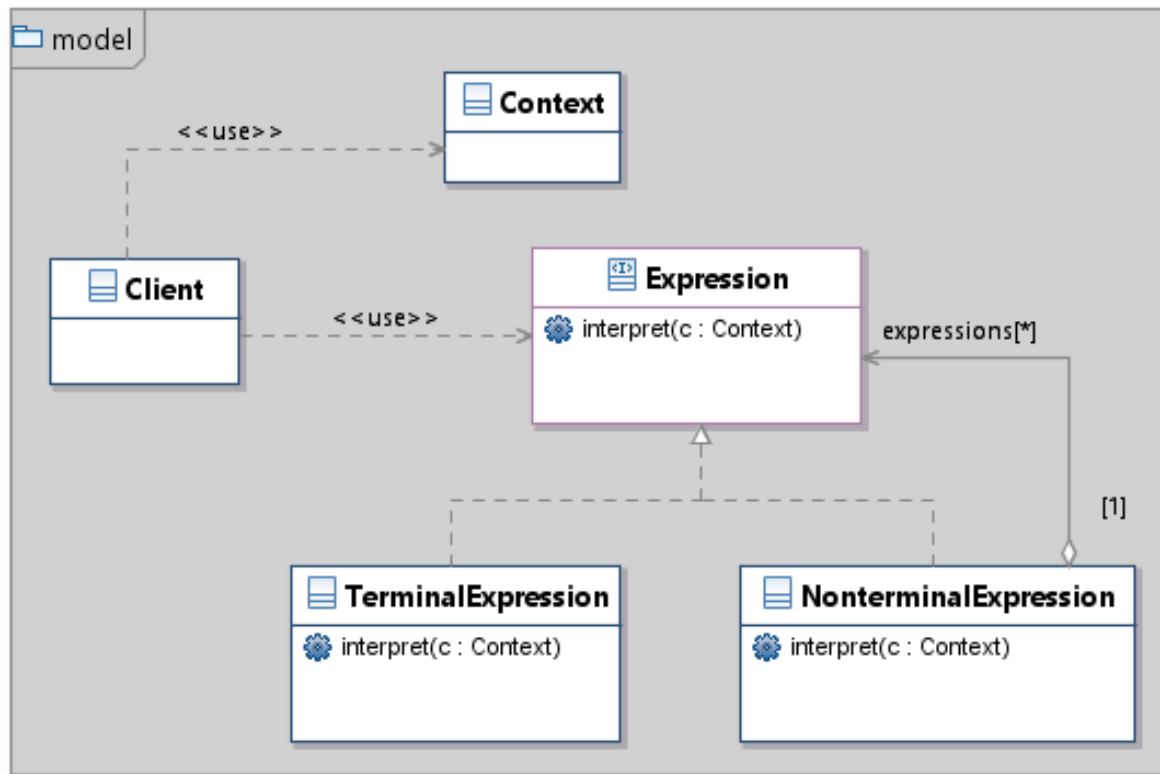 model
Context
<<use>>
Client
<<use>>
<I>
Expression
interpret(c : Context)
expressions[*]
[1]
TerminalExpression
interpret(c : Context)
NonterminalExpression
interpret(c : Context)